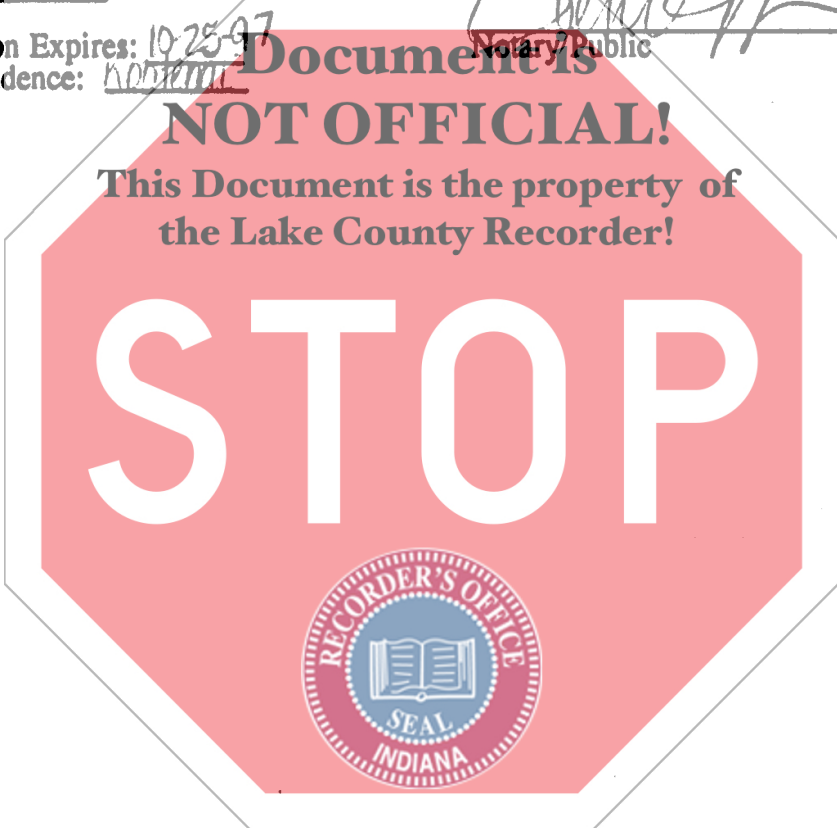 n Expires: 10-25-97
Notary Public
dence:
Document is
NOT OFFICIAL!
This Document is the property of
the Lake County Recorder!
STOP
RECORDER'S OFFICE
SEAL
INDIANA